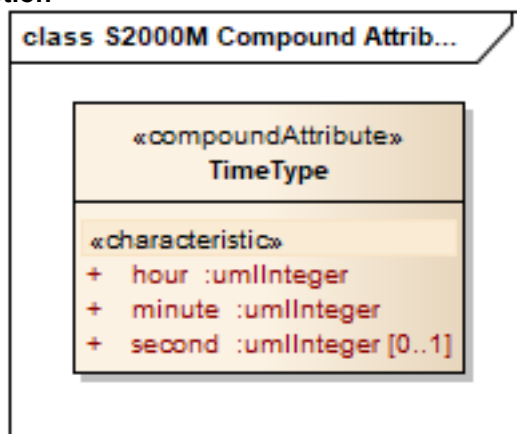 class S2000M Compound Attrib...
«compoundAttribute»
TimeType
«characteristic»
+ hour :umlInteger
+ minute :umlInteger
+ second :umlInteger [0..1]